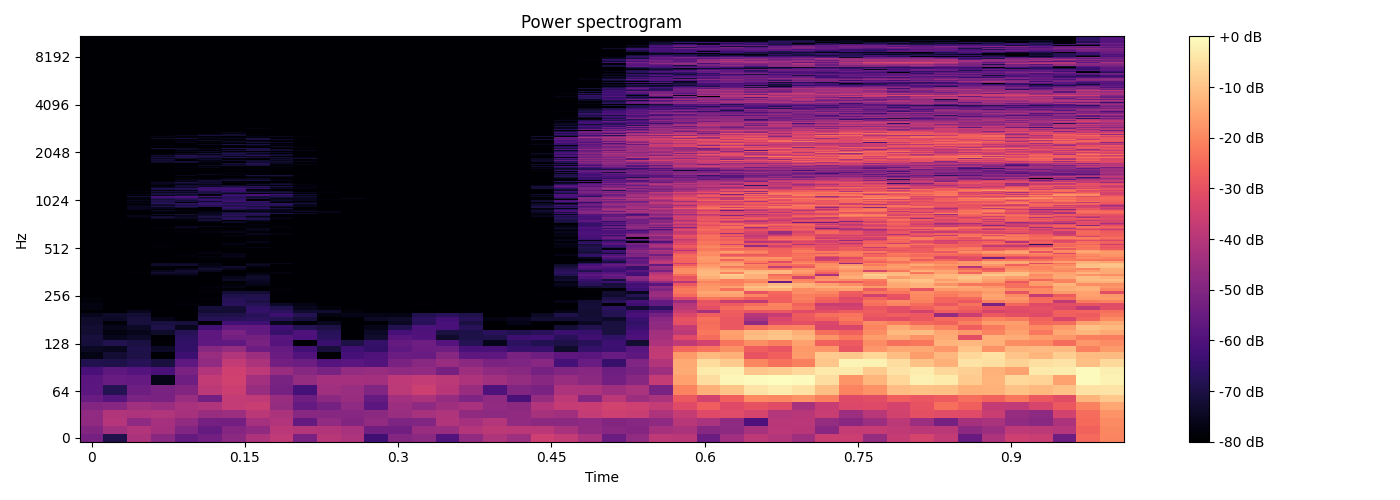 Power spectrogram
Hz
8192
4096
2048
1024
512
256
128
64
0
0 0.15 0.3 0.45 0.6 0.75 0.9
Time
+0 dB
-10 dB
-20 dB
-30 dB
-40 dB
-50 dB
-60 dB
-70 dB
-80 dB